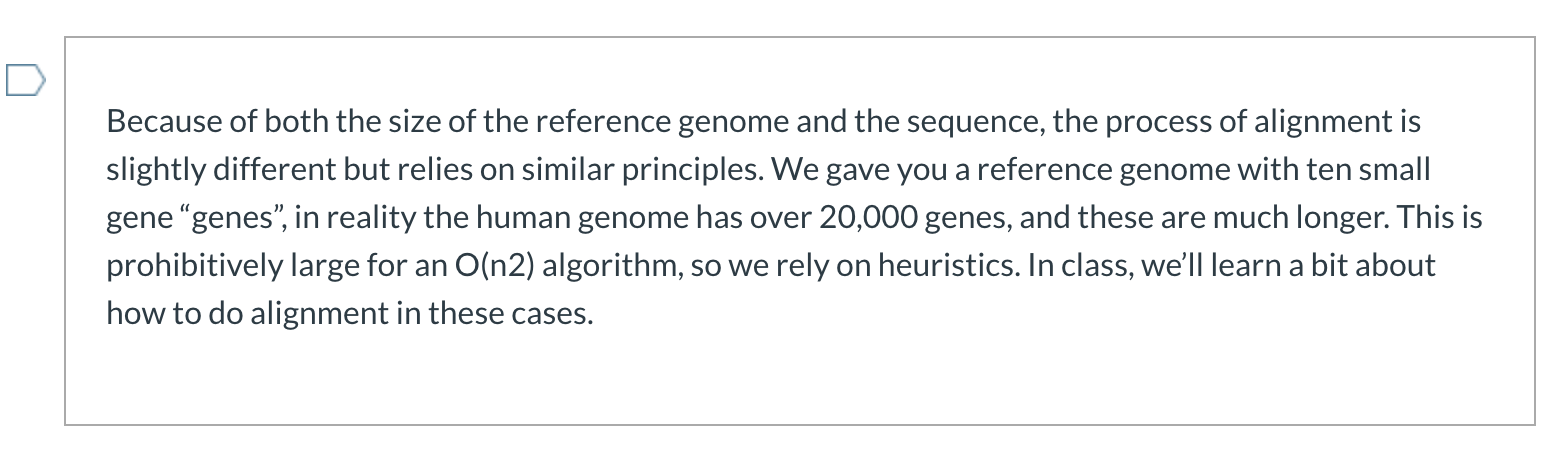 Because of both the size of the reference genome and the sequence, the process of alignment is
slightly different but relies on similar principles. We gave you a reference genome with ten small
gene “genes”, in reality the human genome has over 20,000 genes, and these are much longer. This is
prohibitively large for an O(n2) algorithm, so we rely on heuristics. In class, we’ll learn a bit about
how to do alignment in these cases.